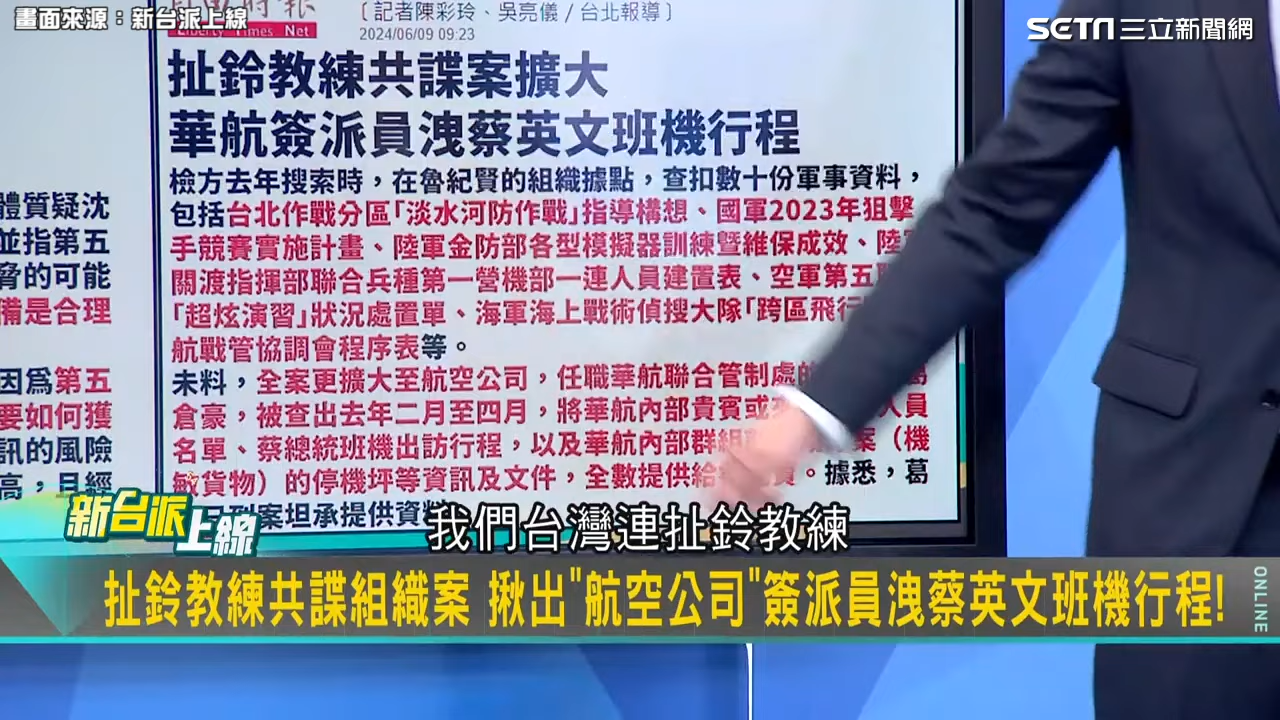 畫面來源：新台派上線
〔記者陳彩玲、吳亮儀／台北報導〕
Liberty Times Net
2024/06/09 09:23
SETN三立新聞網
扯鈴教練共諜案擴大
華航簽派員洩蔡英文班機行程
檢方去年搜索時，在魯紀賢的組織據點，查扣數十份軍事資料，
包括台北作戰分區「淡水河防作戰」指導構想、國軍2023年狙擊
手競賽實施計畫、陸軍金防部各型模擬器訓練暨維保成效、陸
關渡指揮部聯合兵種第一營機部一連人員建置表、空軍第五
「超炫演習」狀況處置單、海軍海上戰術偵搜大隊「跨區飛行
航戰管協調會程序表等。
未料，全案更擴大至航空公司，任職華航聯合管制處的
倉豪，被查出去年二月至四月，將華航內部貴賓或 人員
名單、蔡總統班機出訪行程，以及華航內部群組 案（機
敏貨物）的停機坪等資訊及文件，全數提供給 。據悉，葛
案坦承提供資料
體質疑沈
並指第五
脅的可能
備是合理
因為第五
要如何獲
訊的風險
高，且經
新台派上線
我們台灣連扯鈴教練
扯鈴教練共諜組織案 揪出"航空公司"簽派員洩蔡英文班機行程!
ONLINE